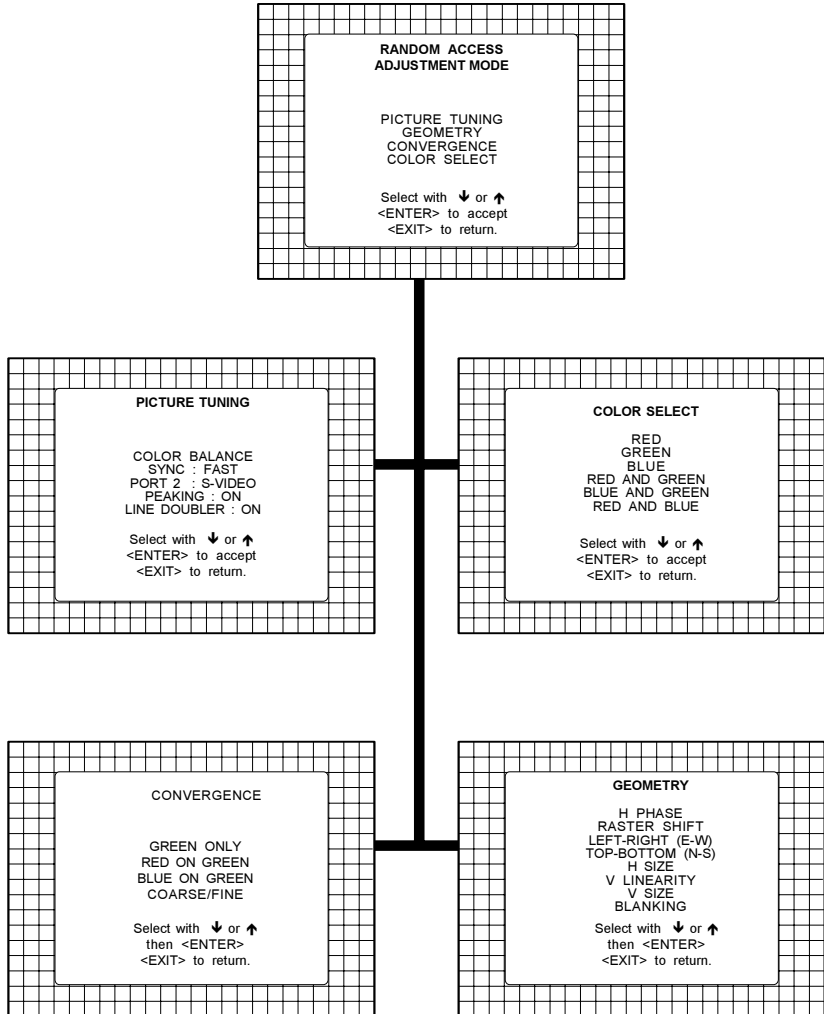 RANDOM ACCESS
ADJUSTMENT MODE
PICTURE TUNING
GEOMETRY
CONVERGENCE
COLOR SELECT
Select with ↓ or ↑
<ENTER> to accept
<EXIT> to return.
PICTURE TUNING
COLOR BALANCE
SYNC : FAST
PORT 2 : S-VIDEO
PEAKING : ON
LINE DOUBLER : ON
Select with ↓ or ↑
<ENTER> to accept
<EXIT> to return.
COLOR SELECT
RED
GREEN
BLUE
RED AND GREEN
BLUE AND GREEN
RED AND BLUE
Select with ↓ or ↑
<ENTER> to accept
<EXIT> to return.
CONVERGENCE
GREEN ONLY
RED ON GREEN
BLUE ON GREEN
COARSE/FINE
Select with ↓ or ↑
then <ENTER>
<EXIT> to return.
GEOMETRY
H PHASE
RASTER SHIFT
LEFT-RIGHT (E-W)
TOP-BOTTOM (N-S)
H SIZE
V LINEARITY
V SIZE
BLANKING
Select with ↓ or ↑
then <ENTER>
<EXIT> to return.